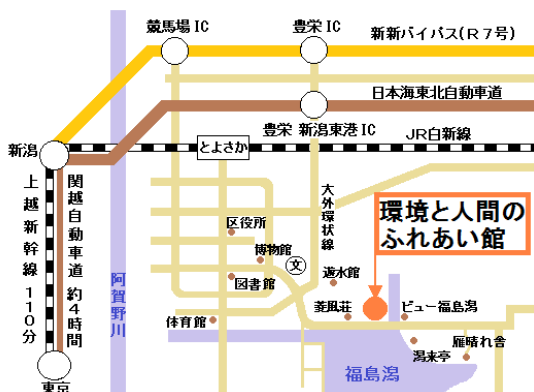 競馬場IC
豊栄IC
新新バイパス(R7号)
日本海東北自動車道
豊栄 新潟東港IC
JR白新線
新潟
とよさか
上越新幹線 110分
関越自動車道 約4時間
阿賀野川
大外環状線
環境と人間の
ふれあい館
区役所
博物館
文
遊水館
図書館
菱風荘
ビュー福島潟
体育館
雁晴れ舎
潟来亭
福島潟
東京